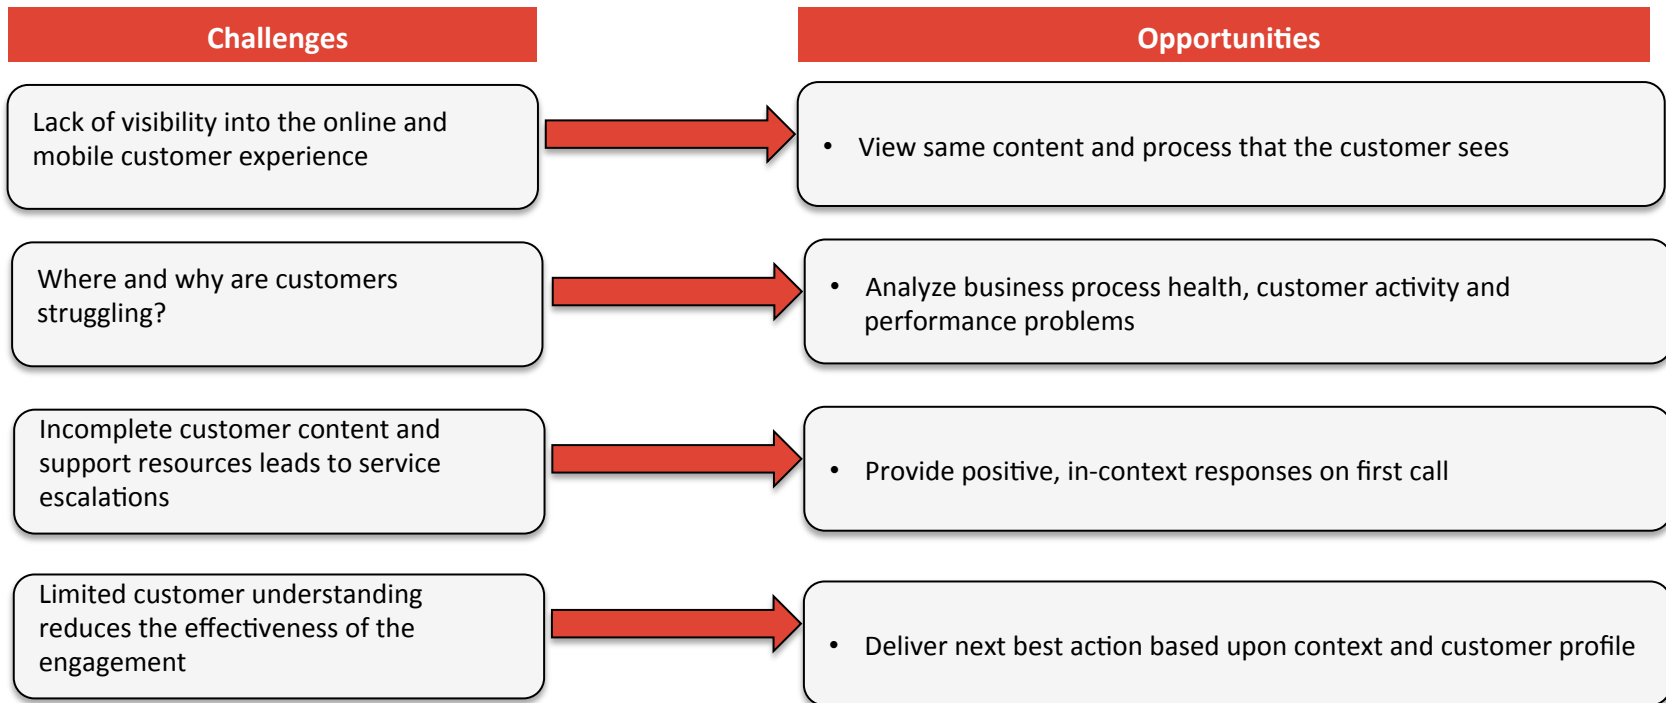 Challenges
Opportunities
Lack of visibility into the online and
mobile customer experience
• View same content and process that the customer sees
Where and why are customers
struggling?
• Analyze business process health, customer activity and
performance problems
Incomplete customer content and
support resources leads to service
escalations
• Provide positive, in-context responses on first call
Limited customer understanding
reduces the effectiveness of the
engagement
• Deliver next best action based upon context and customer profile